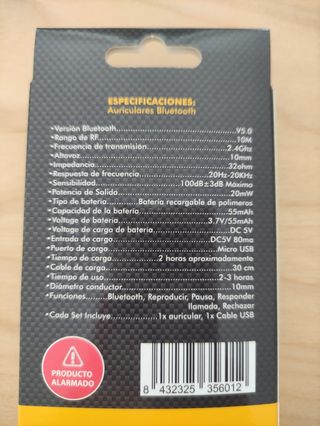 ESPECIFICACIONES:
Auriculares Bluetooth
•Versión Bluetooth.....V5.0
•Rango de RF.....10M
•Frecuencia de transmisión.....2.4Ghz
•Altavoz.....10mm
•Impedancia.....32ohm
•Respuesta de frecuencia.....20Hz-20KHz
•Sensibilidad.....100dB±3dB Máximo
•Potencia de Salida.....20mW
•Tipo de batería.....Batería recargable de polimeros
•Capacidad de la batería.....55mAh
•Voltage de batería.....3.7V/55mAh
•Voltage de carga de batería.....DC 5V
•Entrada de carga.....DC5V 80ma
•Puerto de carga.....Micro USB
•Tiempo de carga.....2 horas aproximadamente
•Cable de carga.....30 cm
•Tiempo de uso.....2-3 horas
•Diámetro conductor.....10mm
•Funciones.....Bluetooth, Reproducir, Pausa, Responder
llamada, Rechazar
•Cada Set Incluye.....1x auricular, 1x Cable USB
PRODUCTO
ALARMADO
8 432325 356012